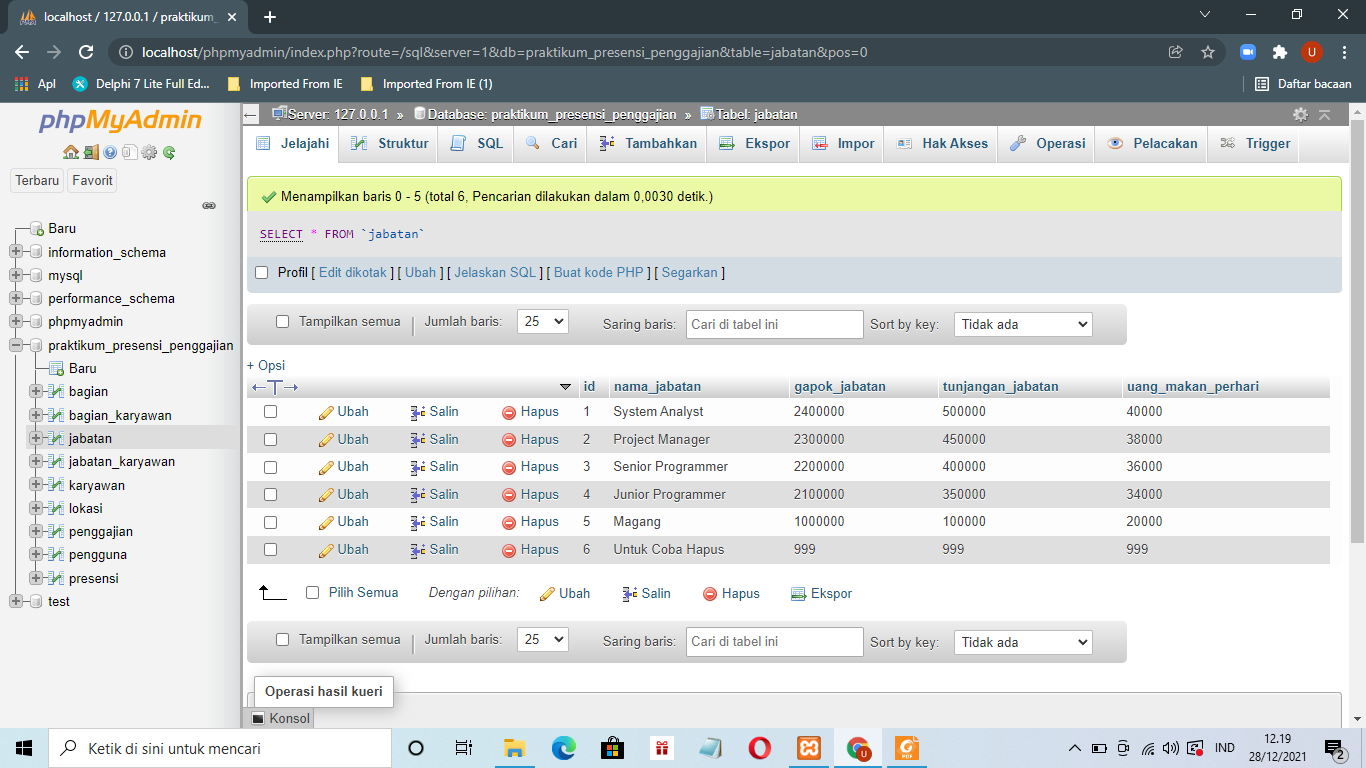 localhost / 127.0.0.1 / praktikum_
localhost/phpmyadmin/index.php?route=/sql&server=1&db=praktikum_presensi_penggajian&table=jabatan&pos=0
U
Apl Delphi 7 Lite Full Ed... Imported From IE Imported From IE (1) Daftar bacaan
phpMyAdmin
Terbaru Favorit
Baru
information_schema
mysql
performance_schema
phpmyadmin
praktikum_presensi_penggajian
Baru
bagian
bagian_karyawan
jabatan
jabatan_karyawan
karyawan
lokasi
penggajian
pengguna
presensi
test
Server: 127.0.0.1 » Database: praktikum_presensi_penggajian » Tabel: jabatan
Jelajahi Struktur SQL Cari Tambahkan Ekspor Impor Hak Akses Operasi Pelacakan Trigger
Menampilkan baris 0 - 5 (total 6, Pencarian dilakukan dalam 0,0030 detik.)
SELECT * FROM `jabatan`
Profil [ Edit dikotak ] [ Ubah ] [ Jelaskan SQL ] [ Buat kode PHP ] [ Segarkan ]
Tampilkan semua | Jumlah baris: 25 Saring baris: Cari di tabel ini Sort by key: Tidak ada
+ Opsi
←T→ id nama_jabatan gapok_jabatan tunjangan_jabatan uang_makan_perhari
Ubah Salin Hapus 1 System Analyst 2400000 500000 40000
Ubah Salin Hapus 2 Project Manager 2300000 450000 38000
Ubah Salin Hapus 3 Senior Programmer 2200000 400000 36000
Ubah Salin Hapus 4 Junior Programmer 2100000 350000 34000
Ubah Salin Hapus 5 Magang 1000000 100000 20000
Ubah Salin Hapus 6 Untuk Coba Hapus 999 999 999
Pilih Semua Dengan pilihan: Ubah Salin Hapus Ekspor
Tampilkan semua | Jumlah baris: 25 Saring baris: Cari di tabel ini Sort by key: Tidak ada
Operasi hasil kueri
Konsol
Ketik di sini untuk mencari
IND
12.19
28/12/2021
2